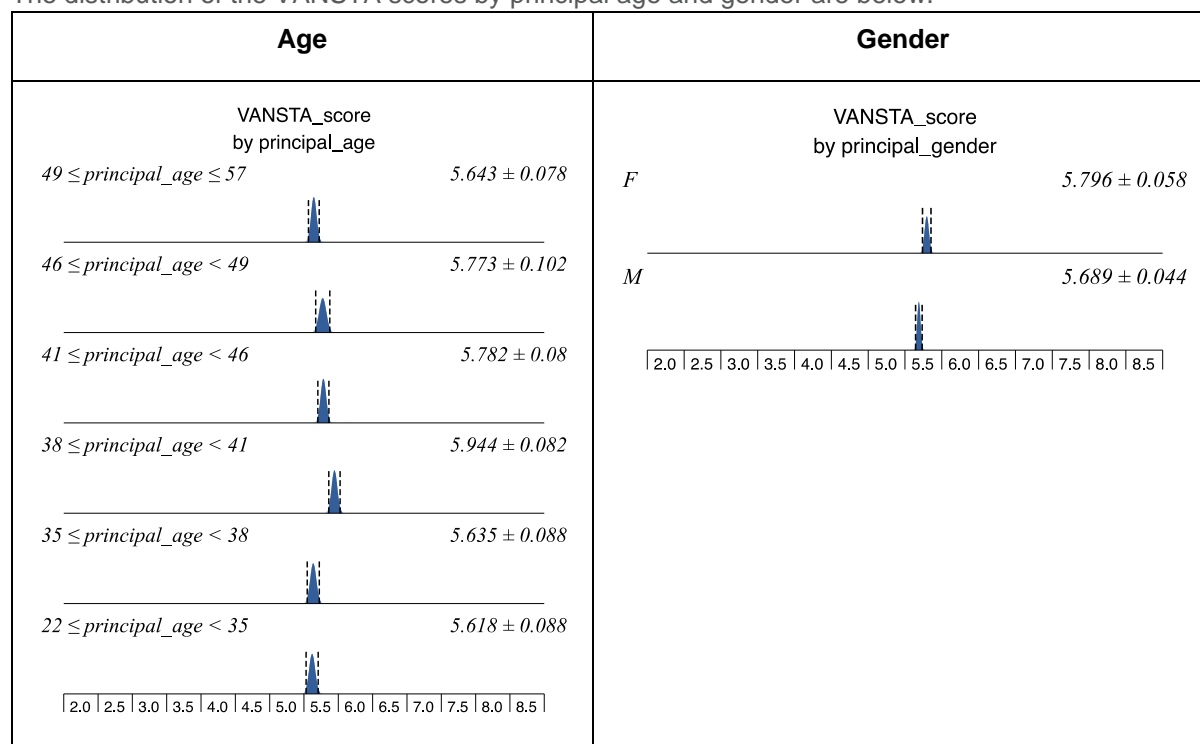 The distribution of the VANSTA scores by principal age and gender are below.
Age
VANSTA_score
by principal_age
49 ≤ principal_age ≤ 57 5.643 ± 0.078
46 ≤ principal_age < 49 5.773 ± 0.102
41 ≤ principal_age < 46 5.782 ± 0.08
38 ≤ principal_age < 41 5.944 ± 0.082
35 ≤ principal_age < 38 5.635 ± 0.088
22 ≤ principal_age < 35 5.618 ± 0.088
2.0 2.5 3.0 3.5 4.0 4.5 5.0 5.5 6.0 6.5 7.0 7.5 8.0 8.5
Gender
VANSTA_score
by principal_gender
F 5.796 ± 0.058
M 5.689 ± 0.044
2.0 2.5 3.0 3.5 4.0 4.5 5.0 5.5 6.0 6.5 7.0 7.5 8.0 8.5